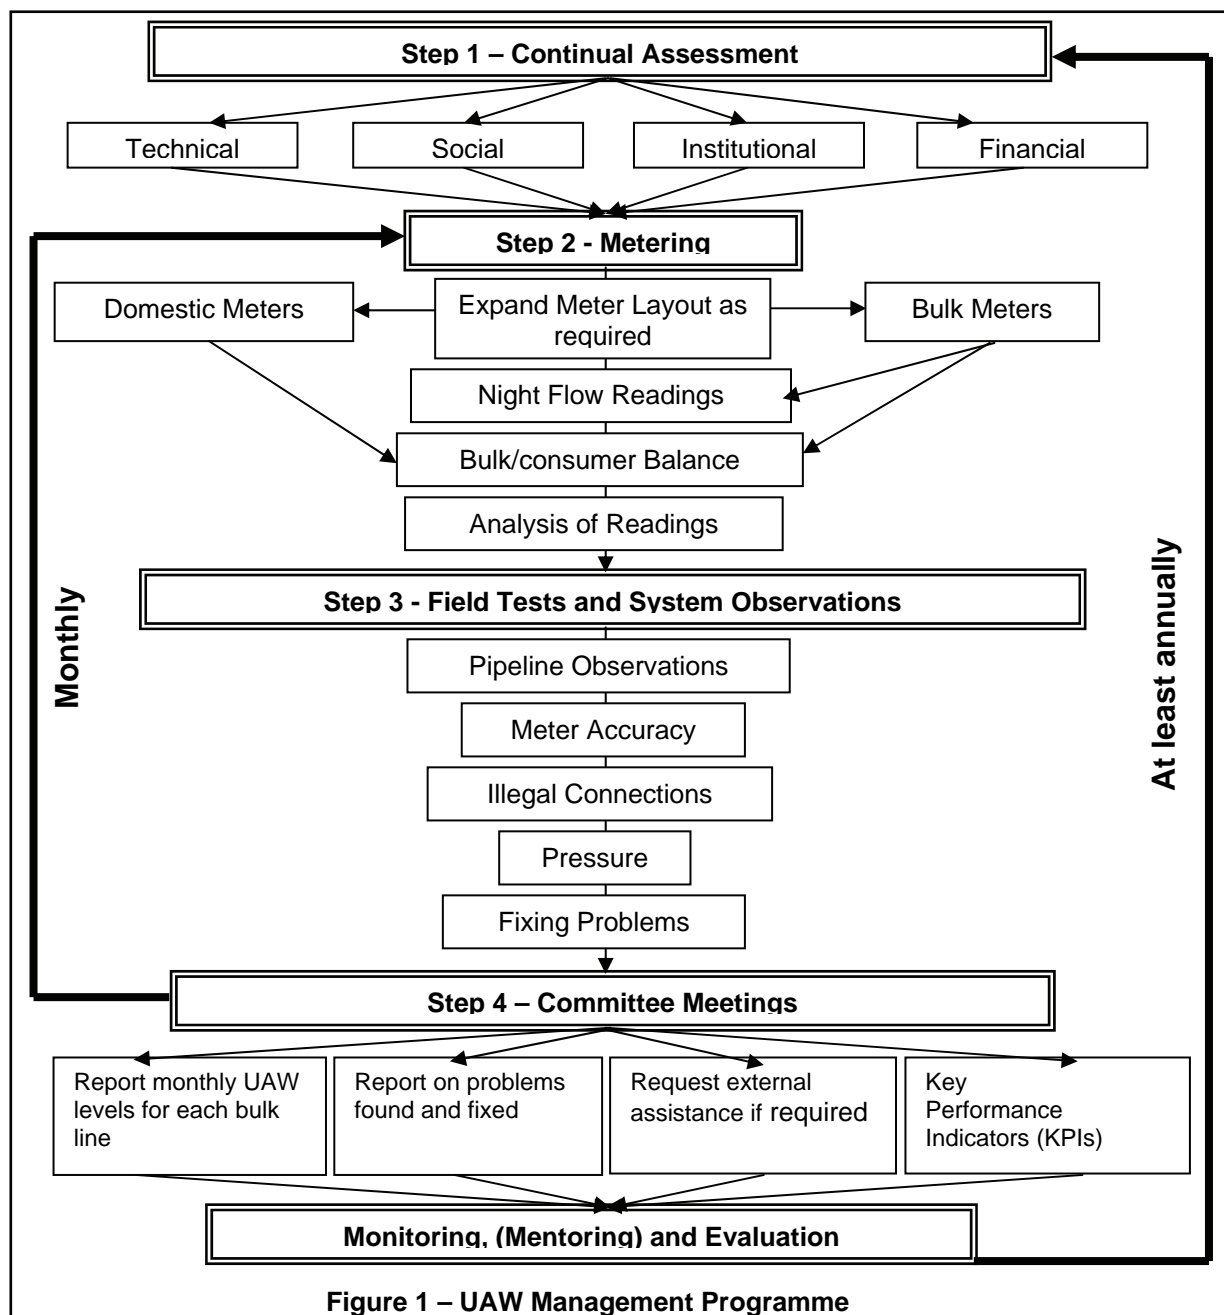 Step 1 – Continual Assessment
Technical
Social
Institutional
Financial
Step 2 - Metering
Domestic Meters
Expand Meter Layout as
required
Bulk Meters
Night Flow Readings
Bulk/consumer Balance
Analysis of Readings
Step 3 - Field Tests and System Observations
Monthly
At least annually
Pipeline Observations
Meter Accuracy
Illegal Connections
Pressure
Fixing Problems
Step 4 – Committee Meetings
Report monthly UAW
levels for each bulk
line
Report on problems
found and fixed
Request external
assistance if required
Key
Performance
Indicators (KPIs)
Monitoring, (Mentoring) and Evaluation
Figure 1 – UAW Management Programme